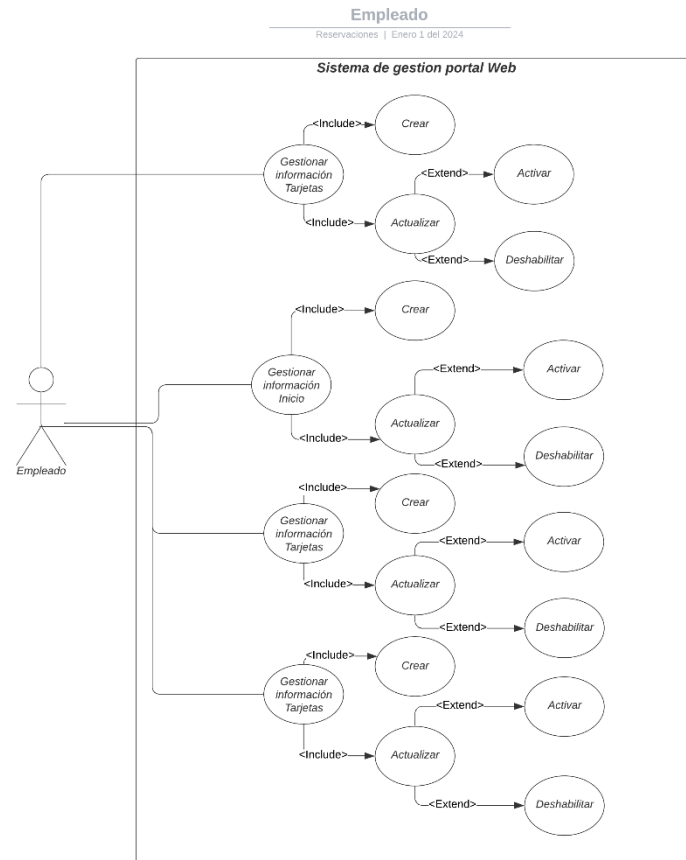 Empleado
Reservaciones | Enero 1 del 2024
Sistema de gestion portal Web
<Include>
Crear
Gestionar
información
Tarjetas
<Extend>
Activar
<Include>
Actualizar
<Extend>
Deshabilitar
<Include>
Crear
Gestionar
información
Inicio
<Extend>
Activar
Actualizar
<Include>
<Extend>
Deshabilitar
Empleado
<Include>
Crear
Gestionar
información
Tarjetas
<Extend>
Activar
<Include>
Actualizar
<Extend>
Deshabilitar
<Include>
Crear
Gestionar
información
Tarjetas
<Extend>
Activar
<Include>
Actualizar
<Extend>
Deshabilitar